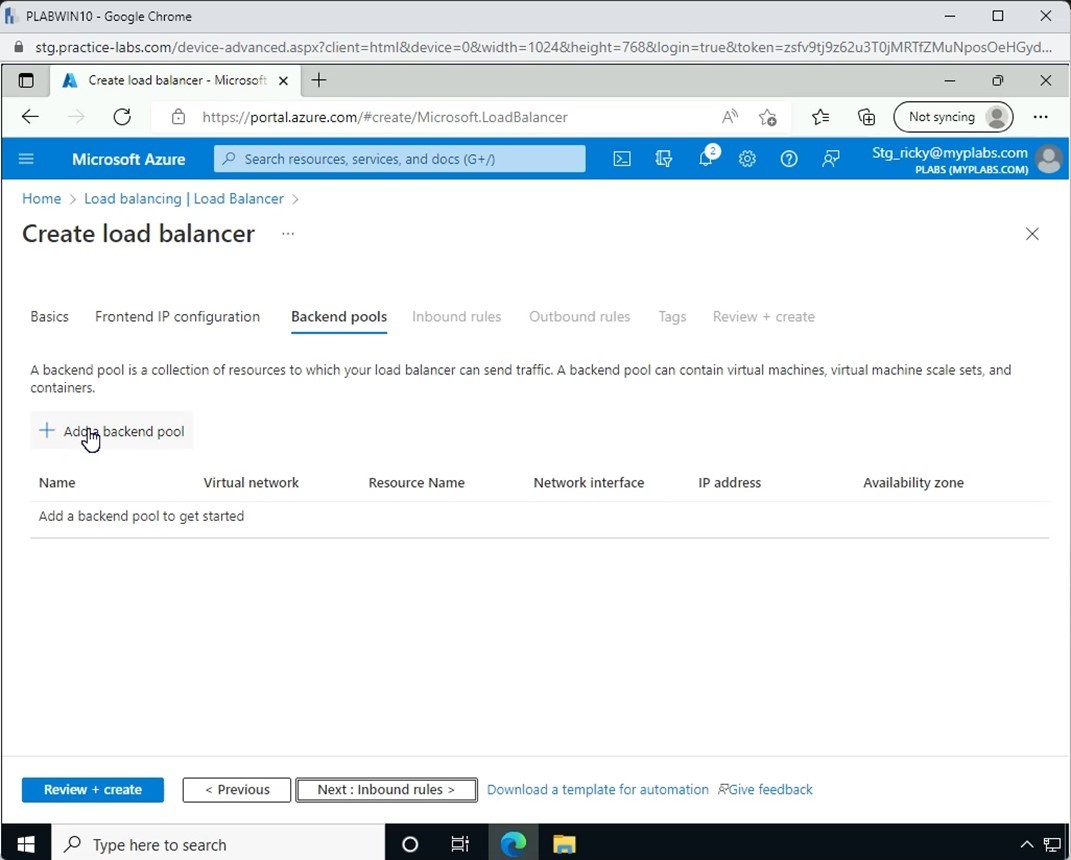 PLABWIN10 - Google Chrome
stg.practice-labs.com/device-advanced.aspx?client=html&device=0&width=1024&height=768&login=true&token=zsfv9tj9z62u3T0jMRTfZMuNposOeHGyd...
Create load balancer - Microsoft
https://portal.azure.com/#create/Microsoft.LoadBalancer
Not syncing
Microsoft Azure
Search resources, services, and docs (G+/)
2
Stg_ricky@myplabs.com
PLABS (MYPLABS.COM)
Home > Load balancing | Load Balancer >
Create load balancer ...
Basics Frontend IP configuration Backend pools Inbound rules Outbound rules Tags Review + create
A backend pool is a collection of resources to which your load balancer can send traffic. A backend pool can contain virtual machines, virtual machine scale sets, and
containers.
+ Add a backend pool
Name Virtual network Resource Name Network interface IP address Availability zone
Add a backend pool to get started
Review + create < Previous Next : Inbound rules > Download a template for automation Give feedback
Type here to search